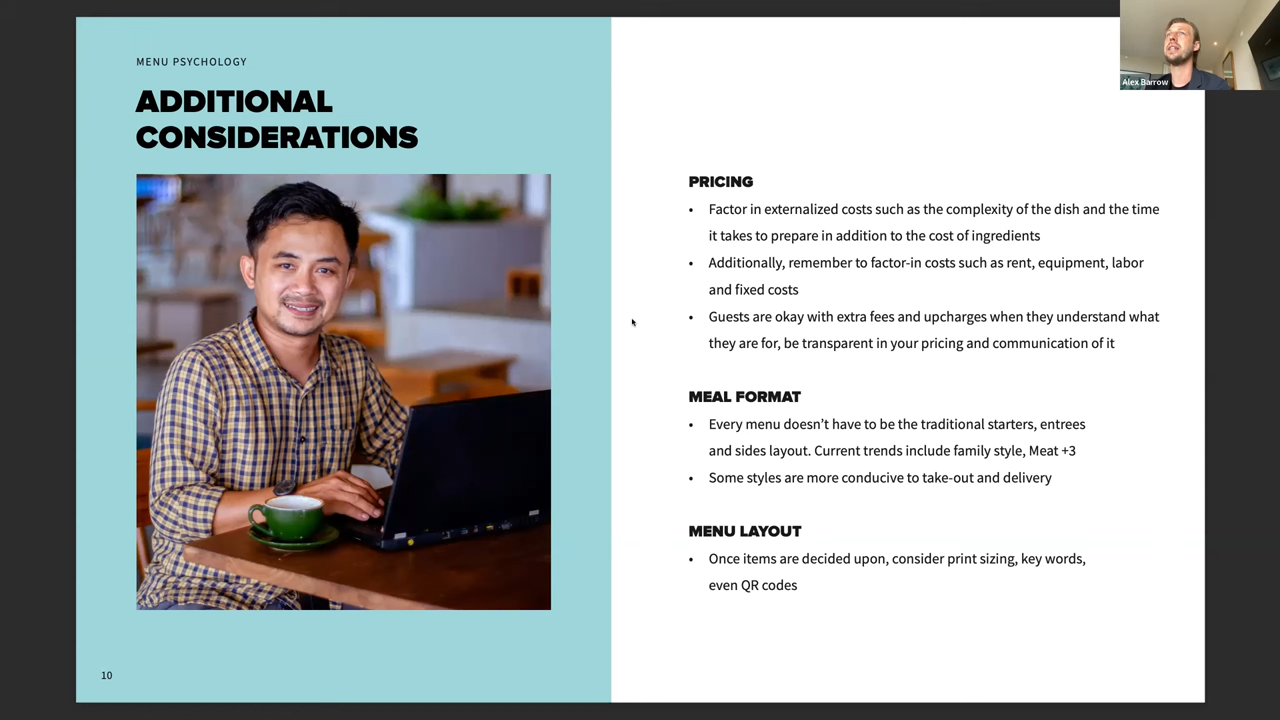 MENU PSYCHOLOGY
ADDITIONAL
CONSIDERATIONS
10
PRICING
• Factor in externalized costs such as the complexity of the dish and the time
it takes to prepare in addition to the cost of ingredients
• Additionally, remember to factor-in costs such as rent, equipment, labor
and fixed costs
• Guests are okay with extra fees and upcharges when they understand what
they are for, be transparent in your pricing and communication of it
MEAL FORMAT
• Every menu doesn’t have to be the traditional starters, entrees
and sides layout. Current trends include family style, Meat +3
• Some styles are more conducive to take-out and delivery
MENU LAYOUT
• Once items are decided upon, consider print sizing, key words,
even QR codes
Alex Barrow